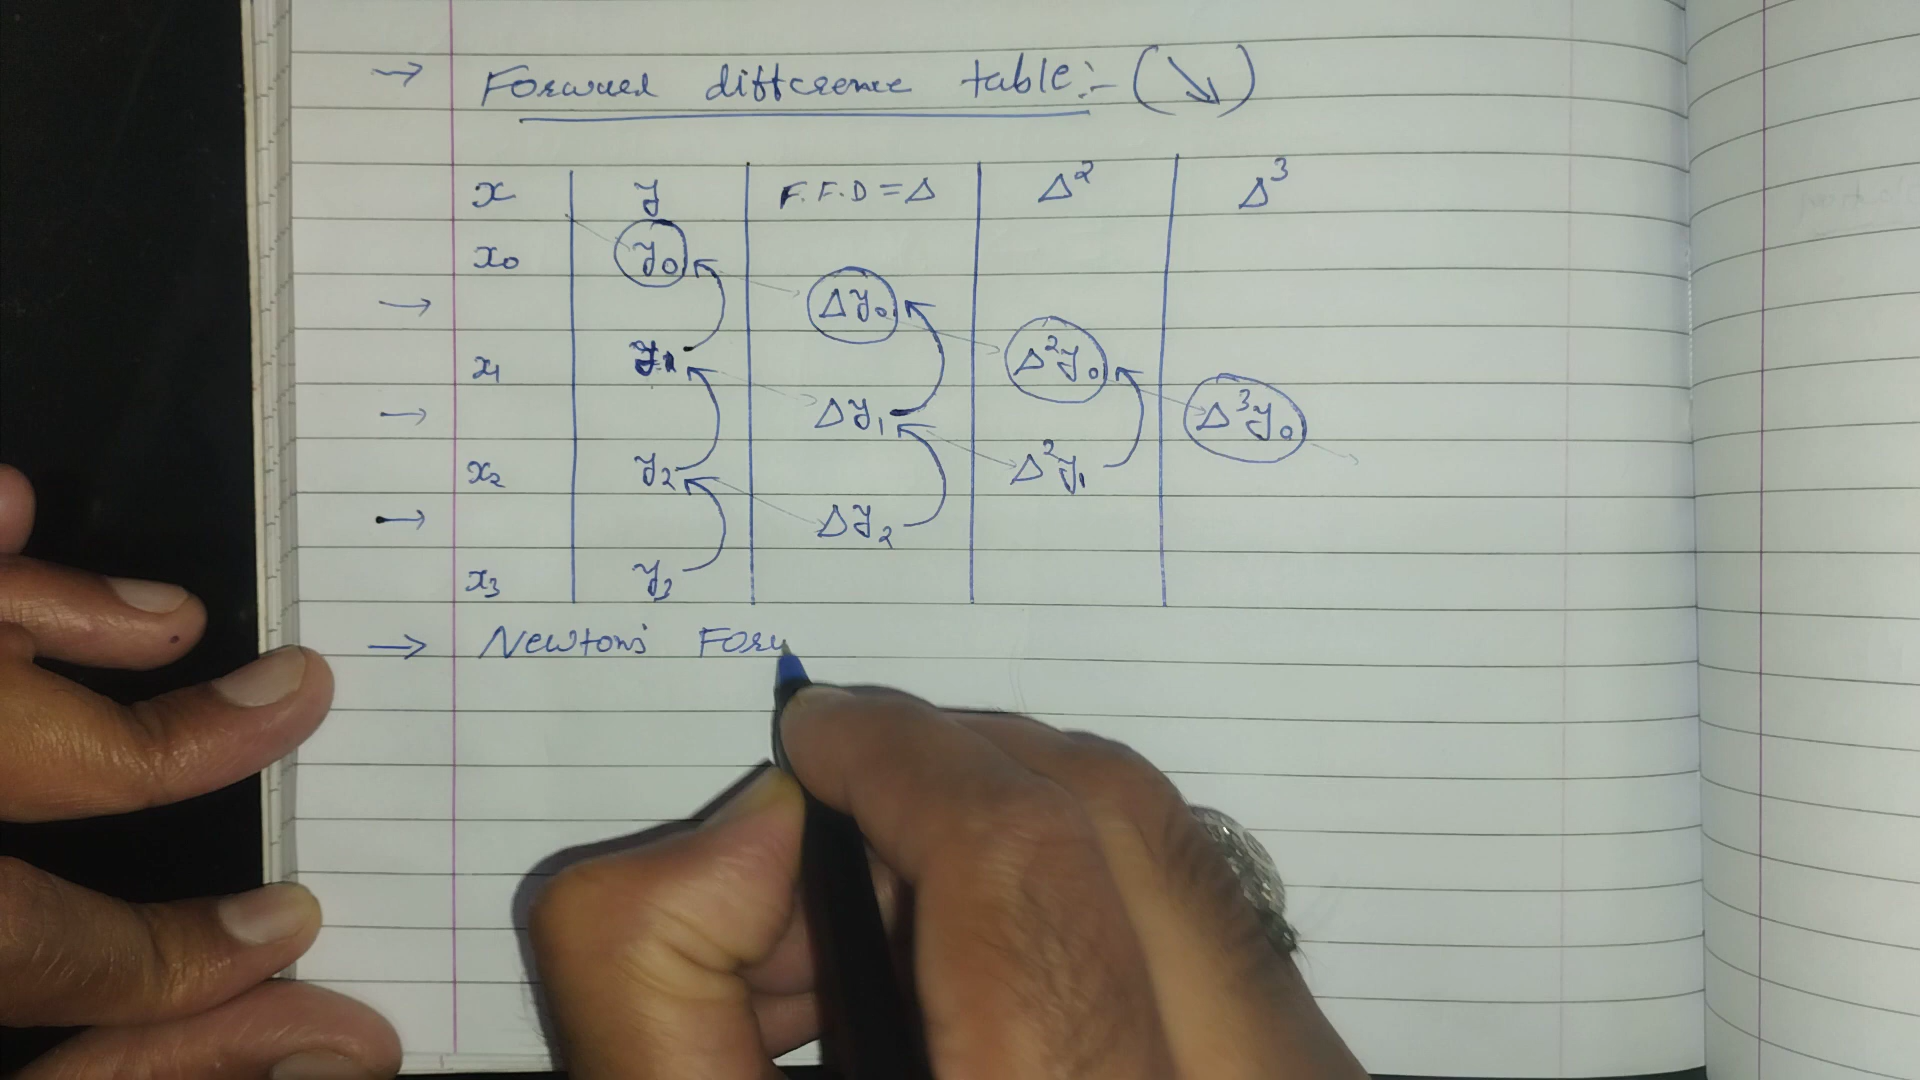 → Forward difference table:- (↘)
x y F.F.D = Δ Δ² Δ³
x₀ y₀
→ Δy₀
x₁ y₁ Δ²y₀
→ Δy₁ Δ³y₀
x₂ y₂ Δ²y₁
→ Δy₂
x₃ y₃
→ Newton's Forw